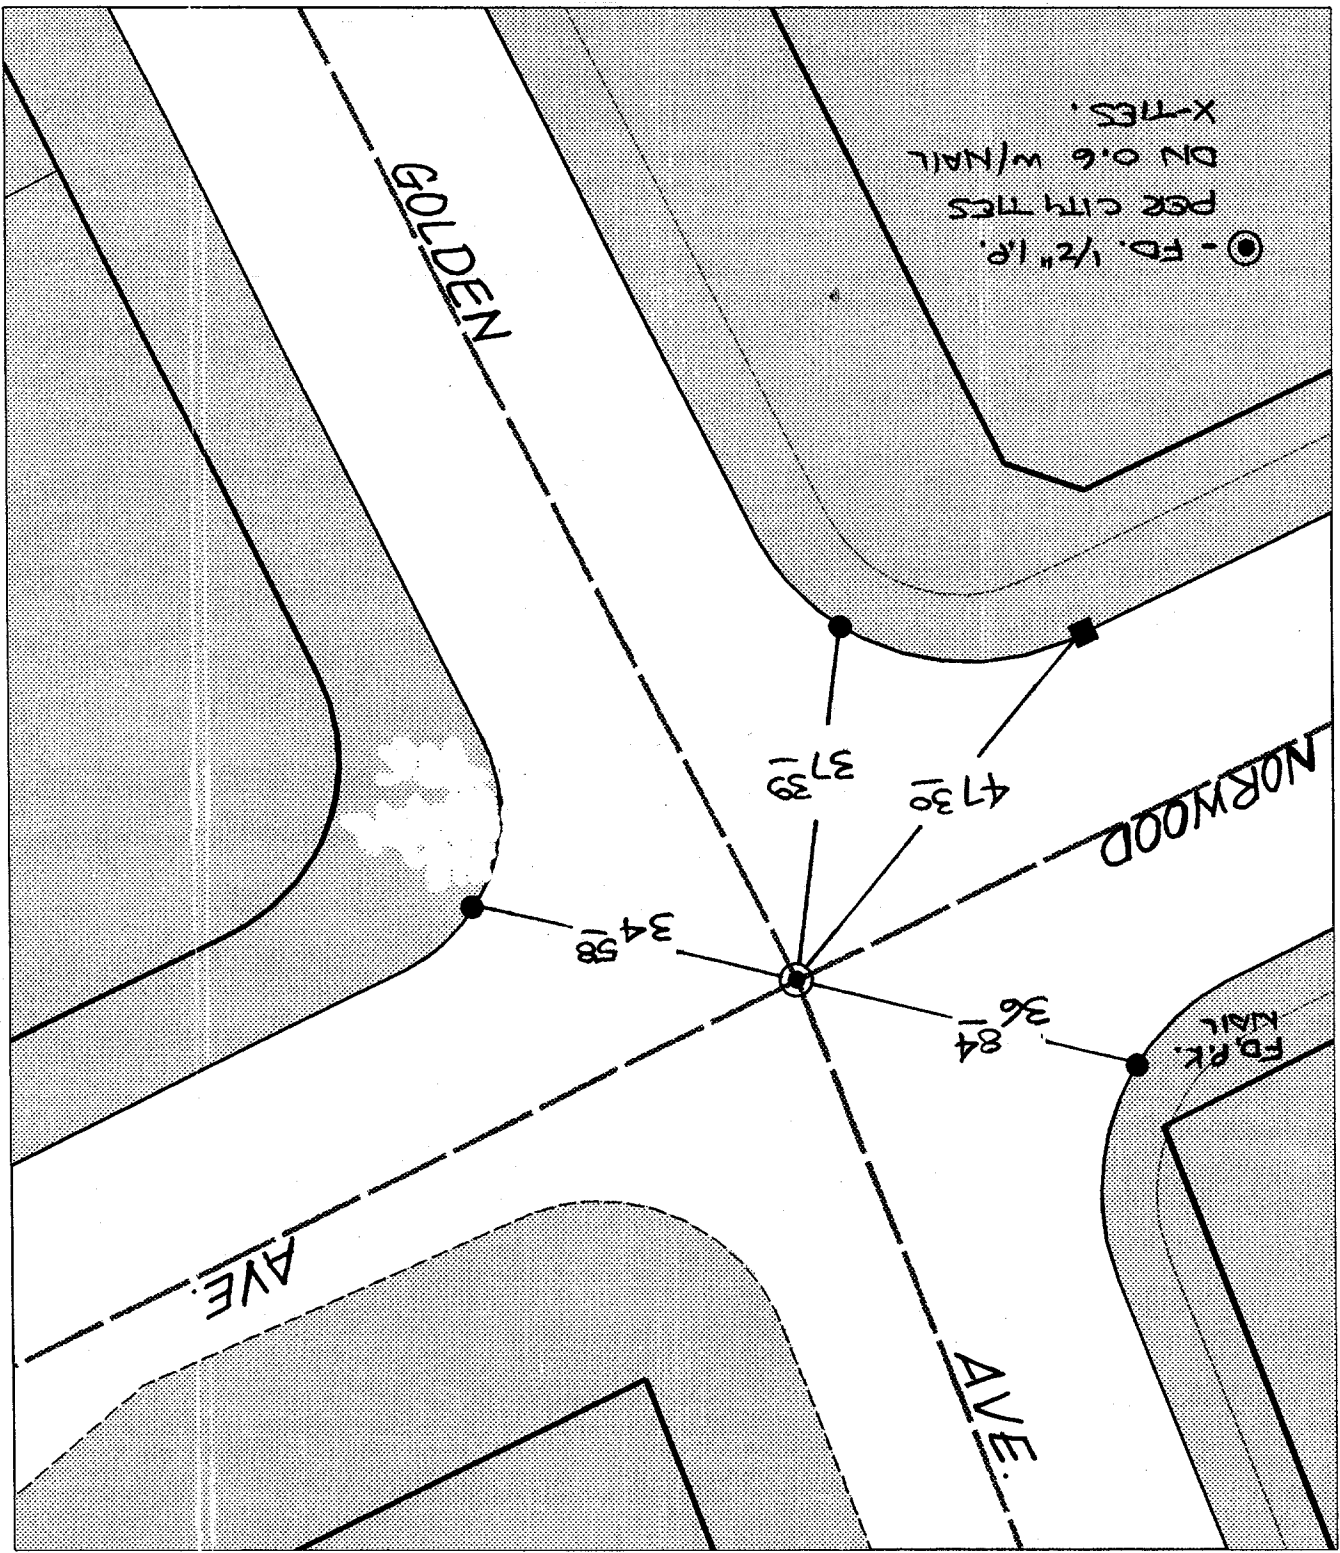 GOLDEN
AVE.
NORWOOD
AVE.
- FD. 1/2" I.P.
PER CITY TIES
DN 0.6 W/NAIL
X-TIES.
37 39
47 30
34 58
36 84
FD. P.K.
NAIL